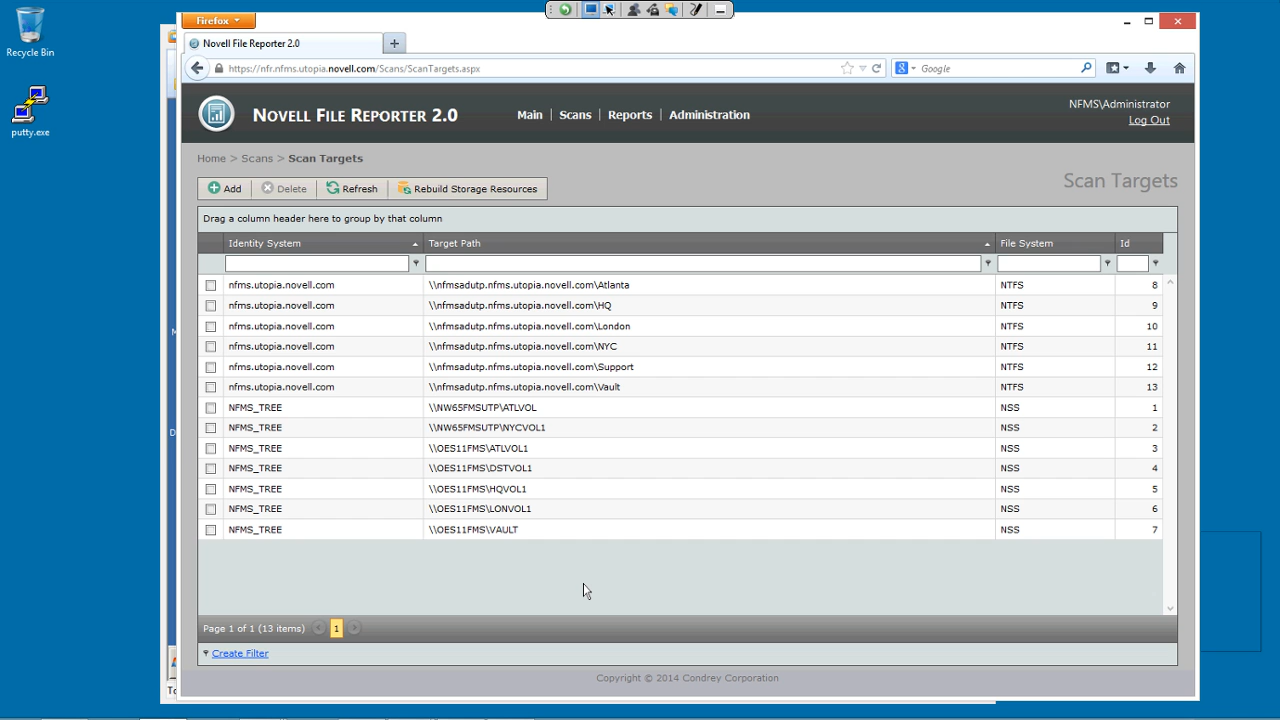 Recycle Bin
putty.exe
Firefox
Novell File Reporter 2.0
https://nfr.nfms.utopia.novell.com/Scans/ScanTargets.aspx
Google
NOVELL FILE REPORTER 2.0
Main | Scans | Reports | Administration
NFMS\Administrator
Log Out
Home > Scans > Scan Targets
Scan Targets
Add Delete Refresh Rebuild Storage Resources
Drag a column header here to group by that column
Identity System Target Path File System Id
nfms.utopia.novell.com \\nfmsadutp.nfms.utopia.novell.com\Atlanta NTFS 8
nfms.utopia.novell.com \\nfmsadutp.nfms.utopia.novell.com\HQ NTFS 9
nfms.utopia.novell.com \\nfmsadutp.nfms.utopia.novell.com\London NTFS 10
nfms.utopia.novell.com \\nfmsadutp.nfms.utopia.novell.com\NYC NTFS 11
nfms.utopia.novell.com \\nfmsadutp.nfms.utopia.novell.com\Support NTFS 12
nfms.utopia.novell.com \\nfmsadutp.nfms.utopia.novell.com\Vault NTFS 13
NFMS_TREE \\NW65FMSUTP\ATLVOL NSS 1
NFMS_TREE \\NW65FMSUTP\NYCVOL1 NSS 2
NFMS_TREE \\OES11FMS\ATLVOL1 NSS 3
NFMS_TREE \\OES11FMS\DSTVOL1 NSS 4
NFMS_TREE \\OES11FMS\HQVOL1 NSS 5
NFMS_TREE \\OES11FMS\LONVOL1 NSS 6
NFMS_TREE \\OES11FMS\VAULT NSS 7
Page 1 of 1 (13 items) 1
Create Filter
Copyright © 2014 Condrey Corporation